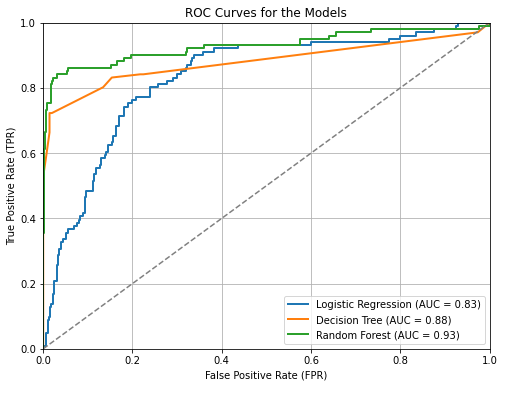 ROC Curves for the Models
True Positive Rate (TPR)
1.0
0.8
0.6
0.4
0.2
0.0
0.0 0.2 0.4 0.6 0.8 1.0
False Positive Rate (FPR)
Logistic Regression (AUC = 0.83)
Decision Tree (AUC = 0.88)
Random Forest (AUC = 0.93)